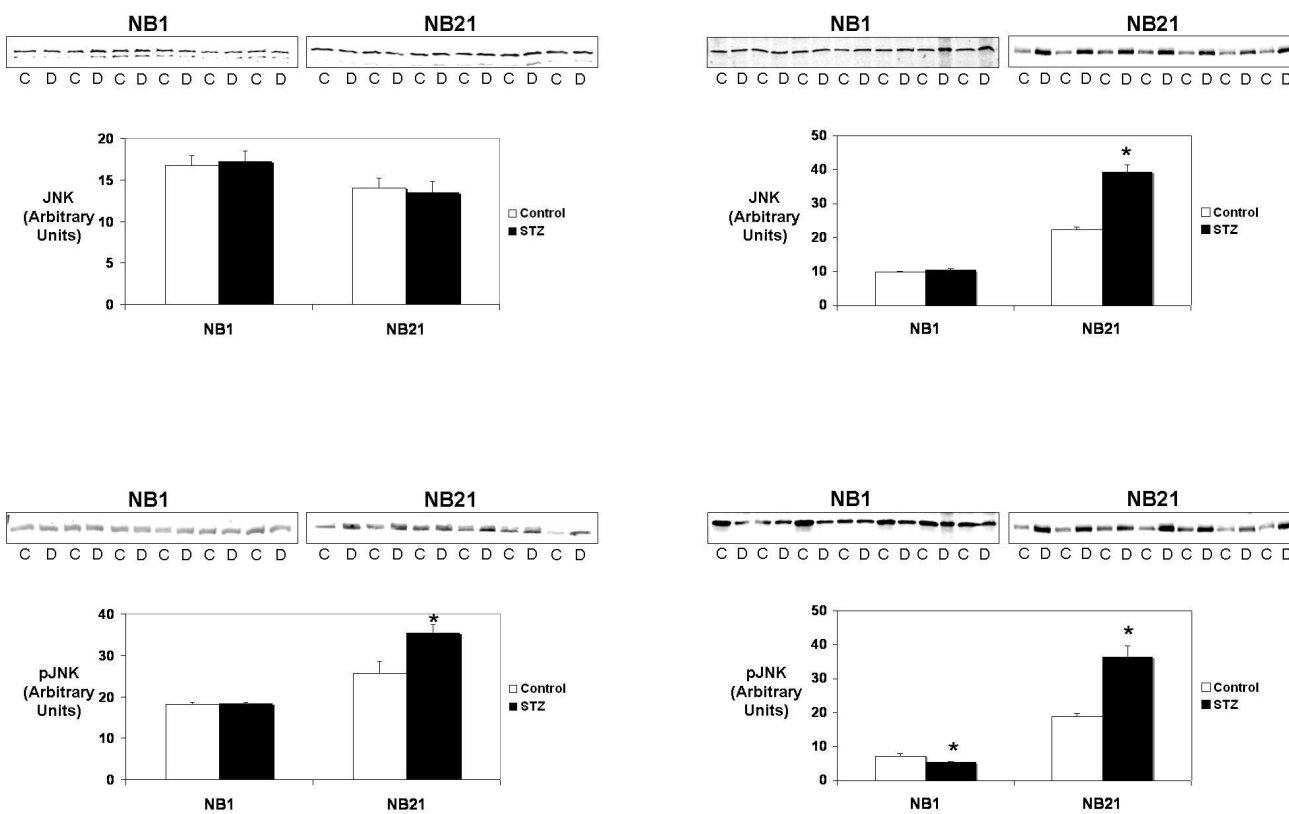 NB1 NB21
C D C D C D C D C D C D C D C D C D C D C D C D
20
15
10
5
0
JNK
(Arbitrary
Units)
Control
STZ
NB1 NB21
NB1 NB21
C D C D C D C D C D C D C D C D C D C D C D C D C D C D
50
40
30
20
10
0
JNK
(Arbitrary
Units)
*
Control
STZ
NB1 NB21
NB1 NB21
C D C D C D C D C D C D C D C D C D C D C D C D
40
30
20
10
0
pJNK
(Arbitrary
Units)
*
Control
STZ
NB1 NB21
NB1 NB21
C D C D C D C D C D C D C D C D C D C D C D C D C D C D
50
40
30
20
10
0
pJNK
(Arbitrary
Units)
*
*
Control
STZ
NB1 NB21